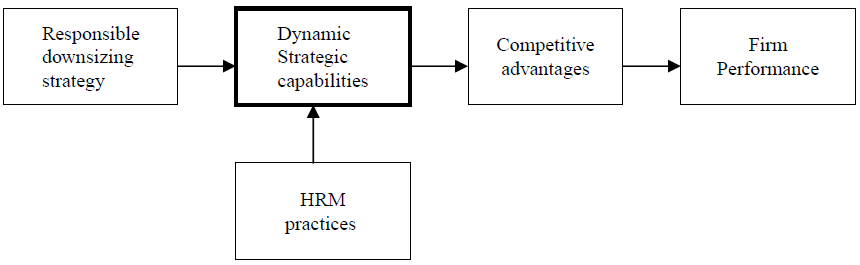 Responsible
downsizing
strategy
Dynamic
Strategic
capabilities
Competitive
advantages
Firm
Performance
HRM
practices